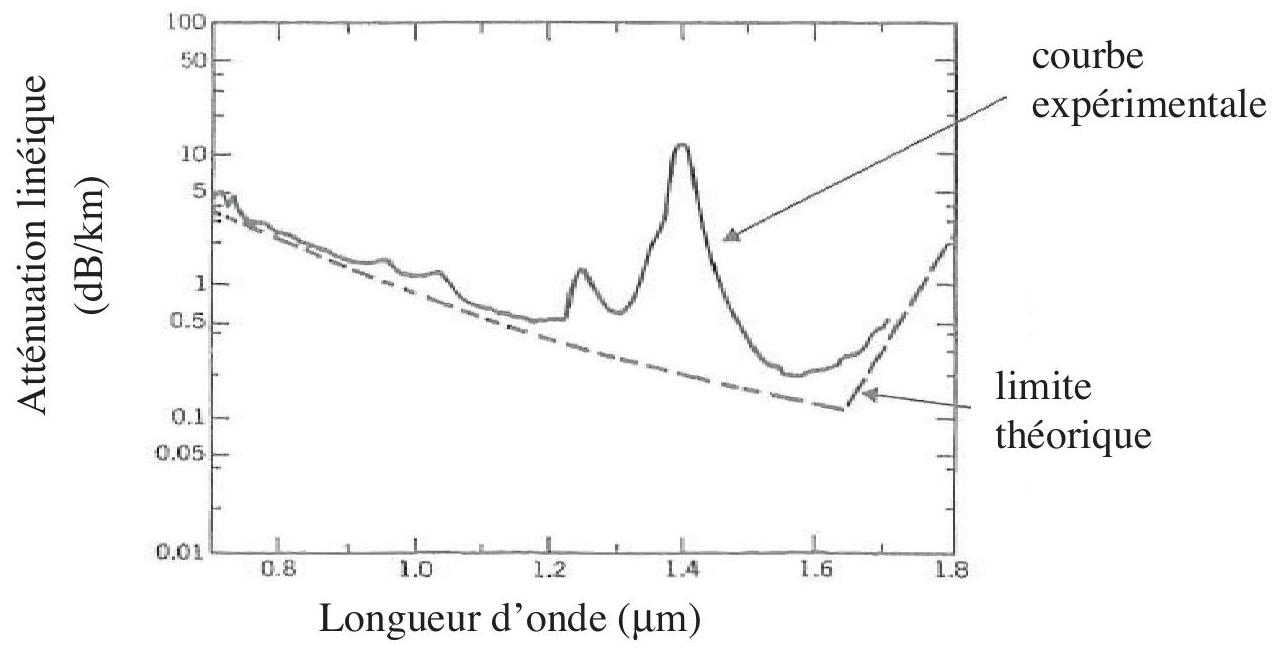 100
50
10
5
1
0.5
0.1
0.05
0.01
Atténuation linéique
(dB/km)
0.8
1.0
1.2
1.4
1.6
1.8
Longueur d’onde (μm)
courbe
expérimentale
limite
théorique